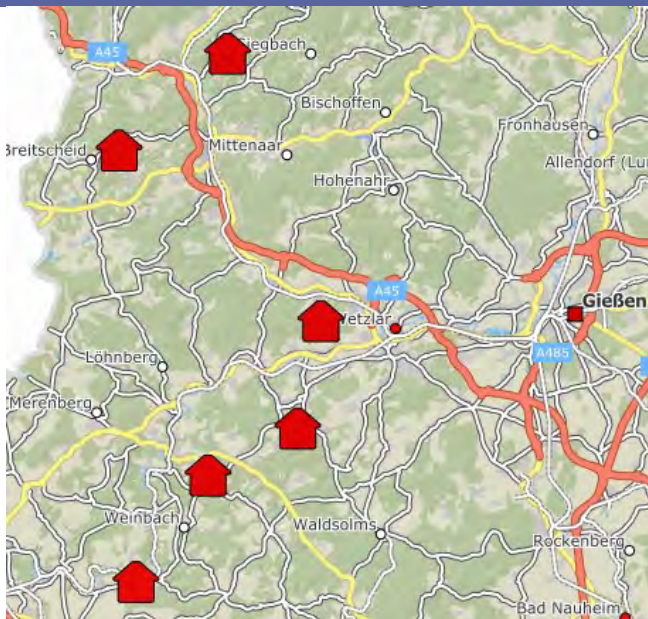 A45
Siegbach
Bischoffen
Fronhausen
Breitscheid
Mittenaar
Allendorf (Lu
Hohenahr
A45
Gießen
Wetzlar
A485
Löhnberg
Merenberg
Weinbach
Waldsolms
Rockenberg
Bad Nauheim